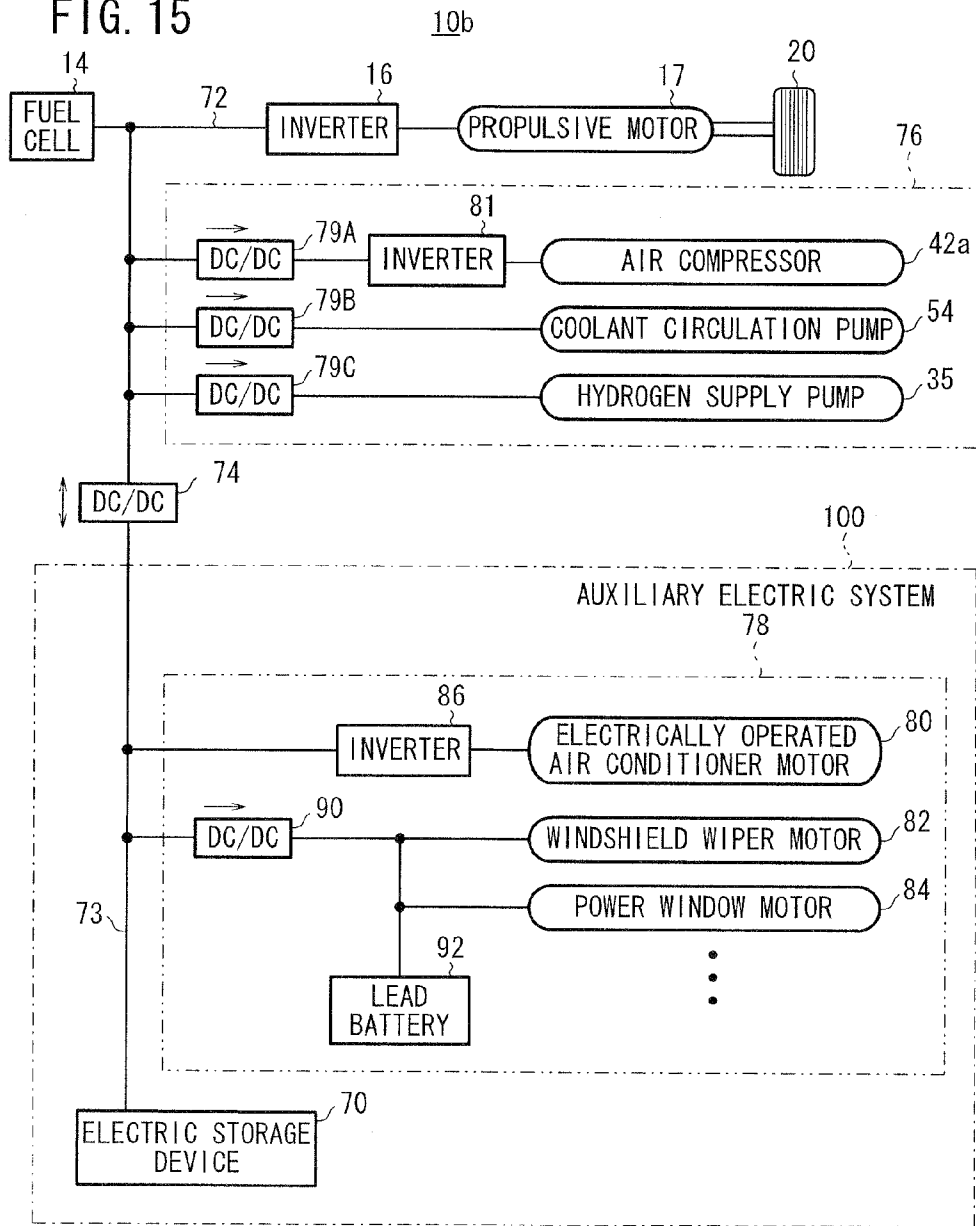 FIG. 15
10b
14
FUEL
CELL
72
16
INVERTER
17
PROPULSIVE MOTOR
20
76
79A
DC/DC
81
INVERTER
AIR COMPRESSOR
42a
79B
DC/DC
COOLANT CIRCULATION PUMP
54
79C
DC/DC
HYDROGEN SUPPLY PUMP
35
74
DC/DC
100
AUXILIARY ELECTRIC SYSTEM
78
86
INVERTER
ELECTRICALLY OPERATED
AIR CONDITIONER MOTOR
80
90
DC/DC
WINDSHIELD WIPER MOTOR
82
73
POWER WINDOW MOTOR
84
92
LEAD
BATTERY
70
ELECTRIC STORAGE
DEVICE